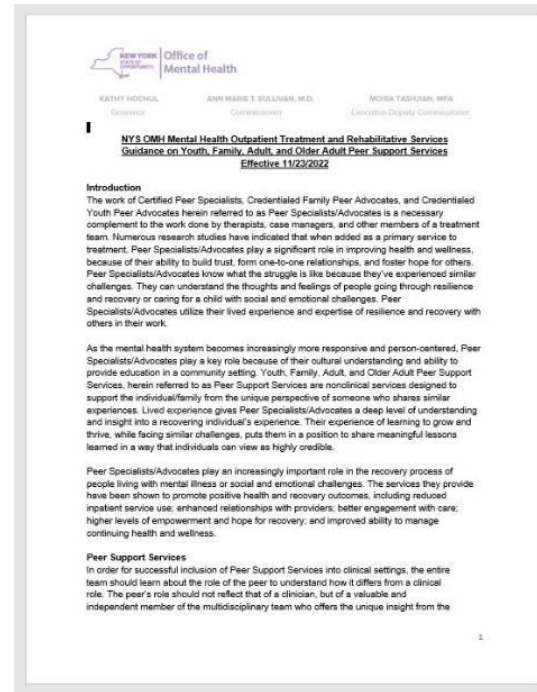 NEW YORK
STATE OF
OPPORTUNITY.
Office of
Mental Health
KATHY HOCHUL ANN MARIE T. SULLIVAN, M.D. MOIRA TASHJIAN, MPA
Governor Commissioner Executive Deputy Commissioner
NYS OMH Mental Health Outpatient Treatment and Rehabilitative Services
Guidance on Youth, Family, Adult, and Older Adult Peer Support Services
Effective 11/23/2022
Introduction
The work of Certified Peer Specialists, Credentialed Family Peer Advocates, and Credentialed
Youth Peer Advocates herein referred to as Peer Specialists/Advocates is a necessary
complement to the work done by therapists, case managers, and other members of a treatment
team. Numerous research studies have indicated that when added as a primary service to
treatment, Peer Specialists/Advocates play a significant role in improving health and wellness,
because of their ability to build trust, form one-to-one relationships, and foster hope for others.
Peer Specialists/Advocates know what the struggle is like because they've experienced similar
challenges. They can understand the thoughts and feelings of people going through resilience
and recovery or caring for a child with social and emotional challenges. Peer
Specialists/Advocates utilize their lived experience and expertise of resilience and recovery with
others in their work.
As the mental health system becomes increasingly more responsive and person-centered, Peer
Specialists/Advocates play a key role because of their cultural understanding and ability to
provide education in a community setting. Youth, Family, Adult, and Older Adult Peer Support
Services, herein referred to as Peer Support Services are nonclinical services designed to
support the individual/family from the unique perspective of someone who shares similar
experiences. Lived experience gives Peer Specialists/Advocates a deep level of understanding
and insight into a recovering individual's experience. Their experience of learning to grow and
thrive, while facing similar challenges, puts them in a position to share meaningful lessons
learned in a way that individuals can view as highly credible.
Peer Specialists/Advocates play an increasingly important role in the recovery process of
people living with mental illness or social and emotional challenges. The services they provide
have been shown to promote positive health and recovery outcomes, including reduced
inpatient service use; enhanced relationships with providers; better engagement with care;
higher levels of empowerment and hope for recovery; and improved ability to manage
continuing health and wellness.
Peer Support Services
In order for successful inclusion of Peer Support Services into clinical settings, the entire
team should learn about the role of the peer to understand how it differs from a clinical
role. The peer's role should not reflect that of a clinician, but of a valuable and
independent member of the multidisciplinary team who offers the unique insight from the
1